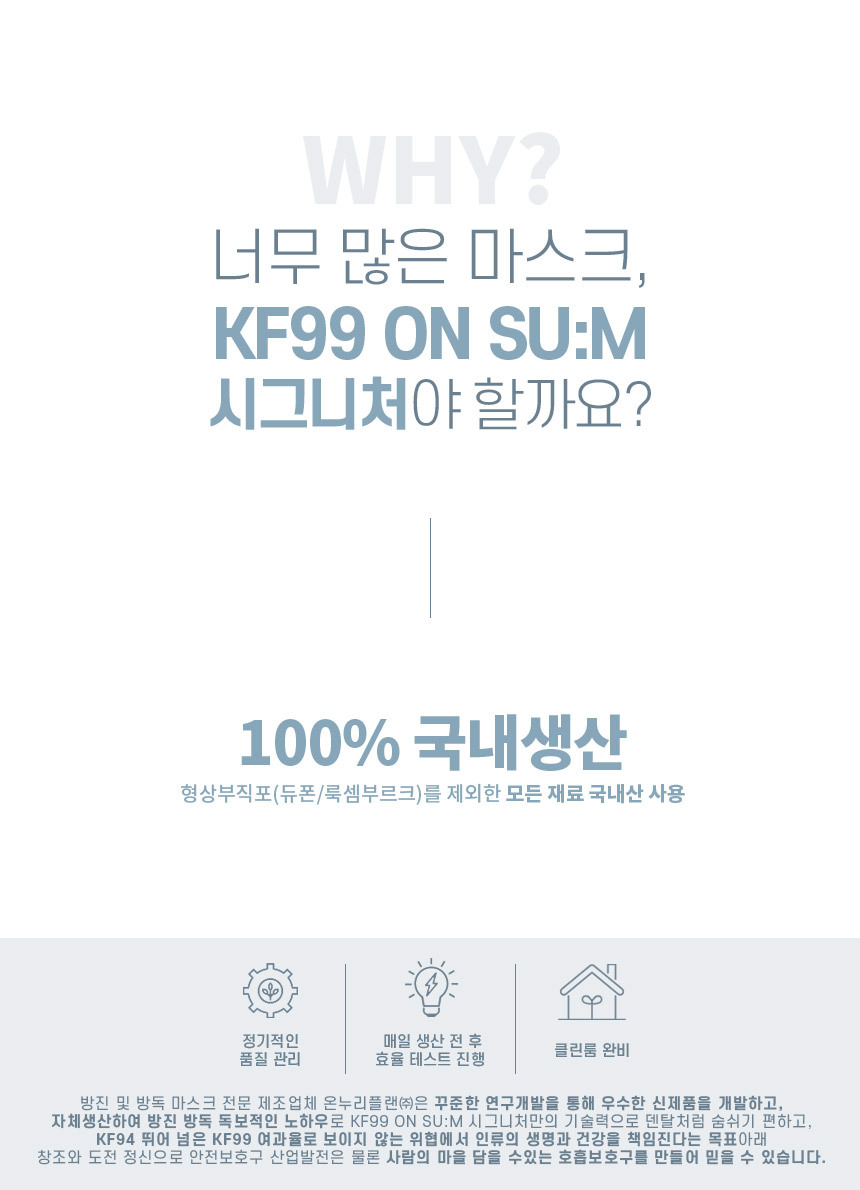 WHY?
너무 많은 마스크,
KF99 ON SU:M
시그니처야 할까요?
100% 국내생산
형상부직포(듀폰/룩셈부르크)를 제외한 모든 재료 국내산 사용
정기적인
품질 관리
매일 생산 전 후
효율 테스트 진행
클린룸 완비
방진 및 방독 마스크 전문 제조업체 온누리플랜㈜은 꾸준한 연구개발을 통해 우수한 신제품을 개발하고,
자체생산하여 방진 방독 독보적인 노하우로 KF99 ON SU:M 시그니처만의 기술력으로 덴탈처럼 숨쉬기 편하고,
KF94 뛰어 넘은 KF99 여과율로 보이지 않는 위협에서 인류의 생명과 건강을 책임진다는 목표아래
창조와 도전 정신으로 안전보호구 산업발전은 물론 사람의 마을 담을 수있는 호흡보호구를 만들어 믿을 수 있습니다.